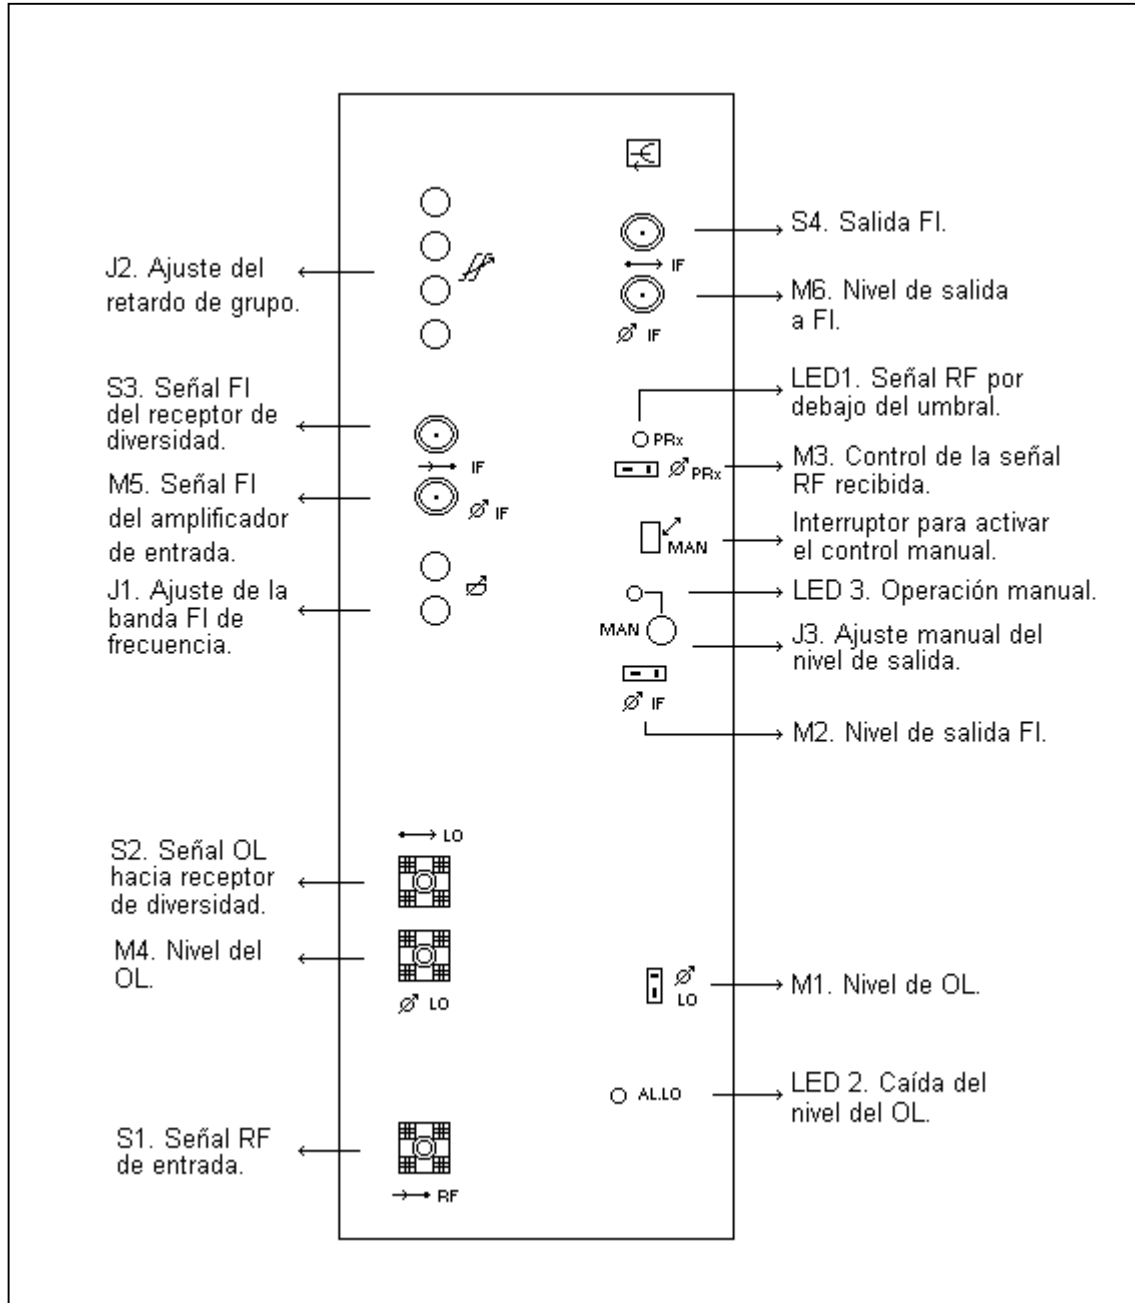 J2. Ajuste del
retardo de grupo.
S3. Señal FI
del receptor de
diversidad.
M5. Señal FI
del amplificador
de entrada.
J1. Ajuste de la
banda FI de
frecuencia.
S2. Señal OL
hacia receptor
de diversidad.
M4. Nivel del
OL.
S1. Señal RF
de entrada.
IF
IF
LO
LO
RF
IF
IF
PRx
PRx
MAN
MAN
IF
LO
AL.LO
S4. Salida FI.
M6. Nivel de salida
a FI.
LED1. Señal RF por
debajo del umbral.
M3. Control de la señal
RF recibida.
Interruptor para activar
el control manual.
LED 3. Operación manual.
J3. Ajuste manual del
nivel de salida.
M2. Nivel de salida FI.
M1. Nivel de OL.
LED 2. Caída del
nivel del OL.